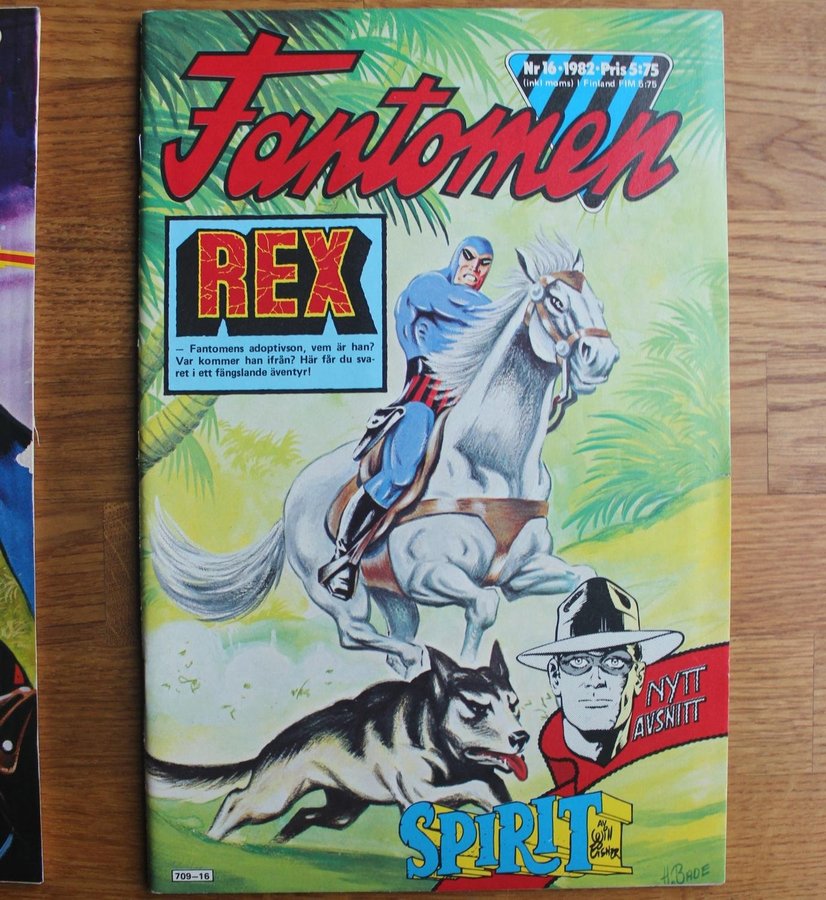 Fantomen
Nr 16·1982·Pris 5:75
(inkl moms) I Finland FIM 5:75
REX
– Fantomens adoptivson, vem är han?
Var kommer han ifrån? Här får du sva-
ret i ett fängslande äventyr!
NYTT
AVSNITT
SPIRIT
AV
Will
EISNER
709–16
H. BADE